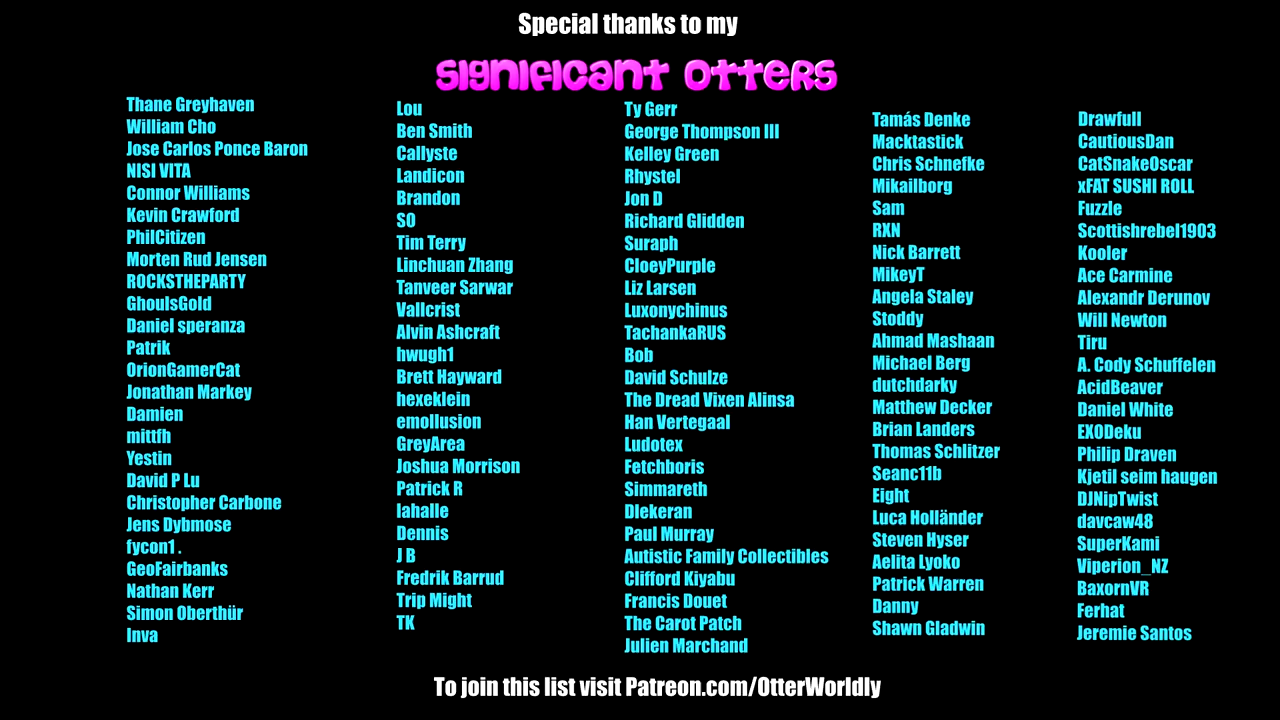 Special thanks to my
Significant Otters
Thane Greyhaven
William Cho
Jose Carlos Ponce Baron
NISI VITA
Connor Williams
Kevin Crawford
PhilCitizen
Morten Rud Jensen
ROCKSTHEPARTY
GhoulsGold
Daniel speranza
Patrik
OrionGamerCat
Jonathan Markey
Damien
mittfh
Yestin
David P Lu
Christopher Carbone
Jens Dybmose
fycon1 .
GeoFairbanks
Nathan Kerr
Simon Oberthür
Inva
Lou
Ben Smith
Callyste
Landicon
Brandon
SO
Tim Terry
Linchuan Zhang
Tanveer Sarwar
Vallcrist
Alvin Ashcraft
hwugh1
Brett Hayward
hexeklein
emollusion
GreyArea
Joshua Morrison
Patrick R
lahalle
Dennis
J B
Fredrik Barrud
Trip Might
TK
Ty Gerr
George Thompson III
Kelley Green
Rhystel
Jon D
Richard Glidden
Suraph
CloeyPurple
Liz Larsen
Luxonychinus
TachankaRUS
Bob
David Schulze
The Dread Vixen Alinsa
Han Vertegaal
Ludotex
Fetchboris
Simmareth
Dlekeran
Paul Murray
Autistic Family Collectibles
Clifford Kiyabu
Francis Douet
The Carot Patch
Julien Marchand
Tamás Denke
Macktastick
Chris Schnefke
Mikailborg
Sam
RXN
Nick Barrett
MikeyT
Angela Staley
Stoddy
Ahmad Mashaan
Michael Berg
dutchdarky
Matthew Decker
Brian Landers
Thomas Schlitzer
Seanc11b
Eight
Luca Holländer
Steven Hyser
Aelita Lyoko
Patrick Warren
Danny
Shawn Gladwin
Drawfull
CautiousDan
CatSnakeOscar
xFAT SUSHI ROLL
Fuzzle
Scottishrebel1903
Kooler
Ace Carmine
Alexandr Derunov
Will Newton
Tiru
A. Cody Schuffelen
AcidBeaver
Daniel White
EXODeku
Philip Draven
Kjetil seim haugen
DJNipTwist
davcaw48
SuperKami
Viperion_NZ
BaxornVR
Ferhat
Jeremie Santos
To join this list visit Patreon.com/OtterWorldly